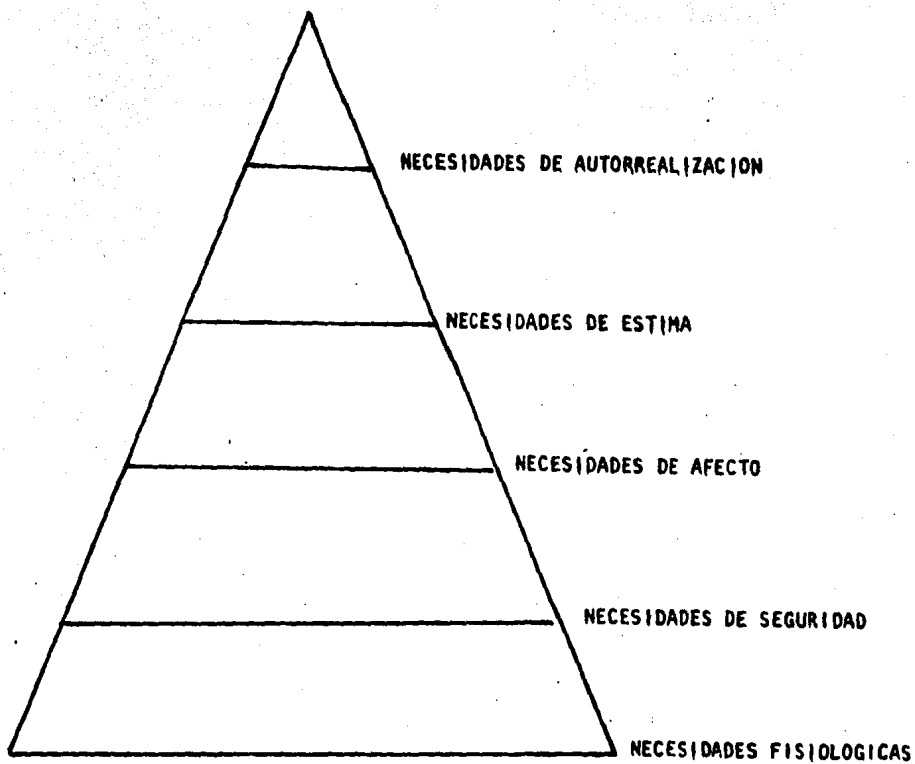 NECESIDADES DE AUTORREALIZACION
NECESIDADES DE ESTIMA
NECESIDADES DE AFECTO
NECESIDADES DE SEGURIDAD
NECESIDADES FISIOLOGICAS